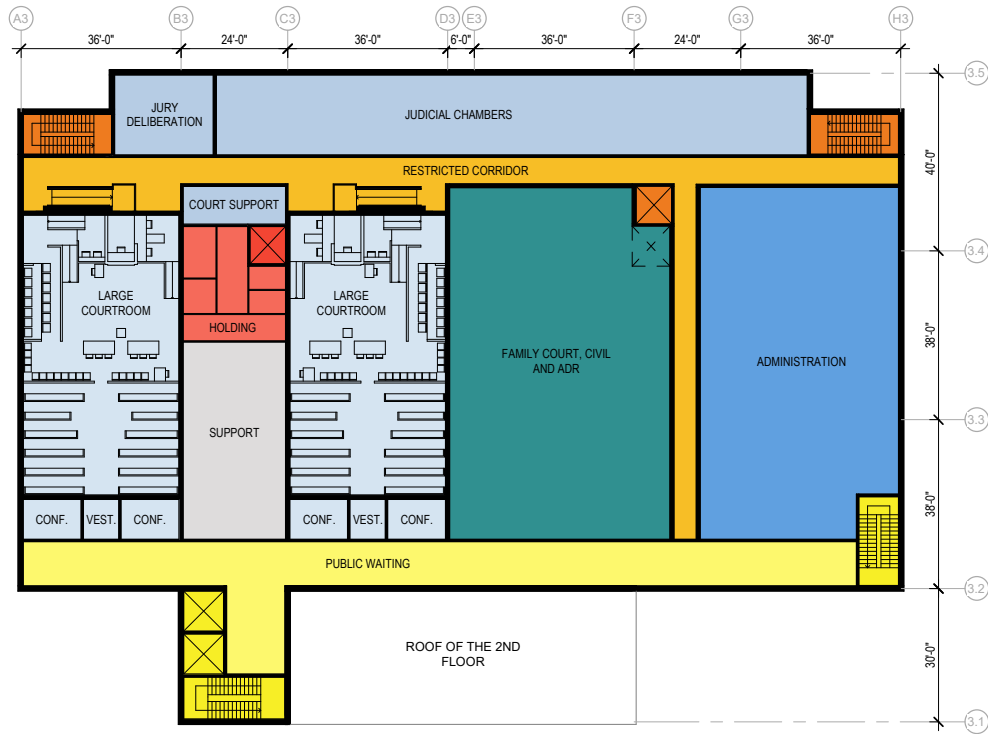 A3 B3 C3 D3 E3 F3 G3 H3
36'-0" 24'-0" 36'-0" 6'-0" 36'-0" 24'-0" 36'-0"
3.5
JURY
DELIBERATION
JUDICIAL CHAMBERS
40'-0"
RESTRICTED CORRIDOR
COURT SUPPORT
3.4
LARGE
COURTROOM
LARGE
COURTROOM
HOLDING
38'-0"
FAMILY COURT, CIVIL
AND ADR
ADMINISTRATION
3.3
SUPPORT
38'-0"
CONF. VEST. CONF. CONF. VEST. CONF.
PUBLIC WAITING
3.2
ROOF OF THE 2ND
FLOOR
30'-0"
3.1